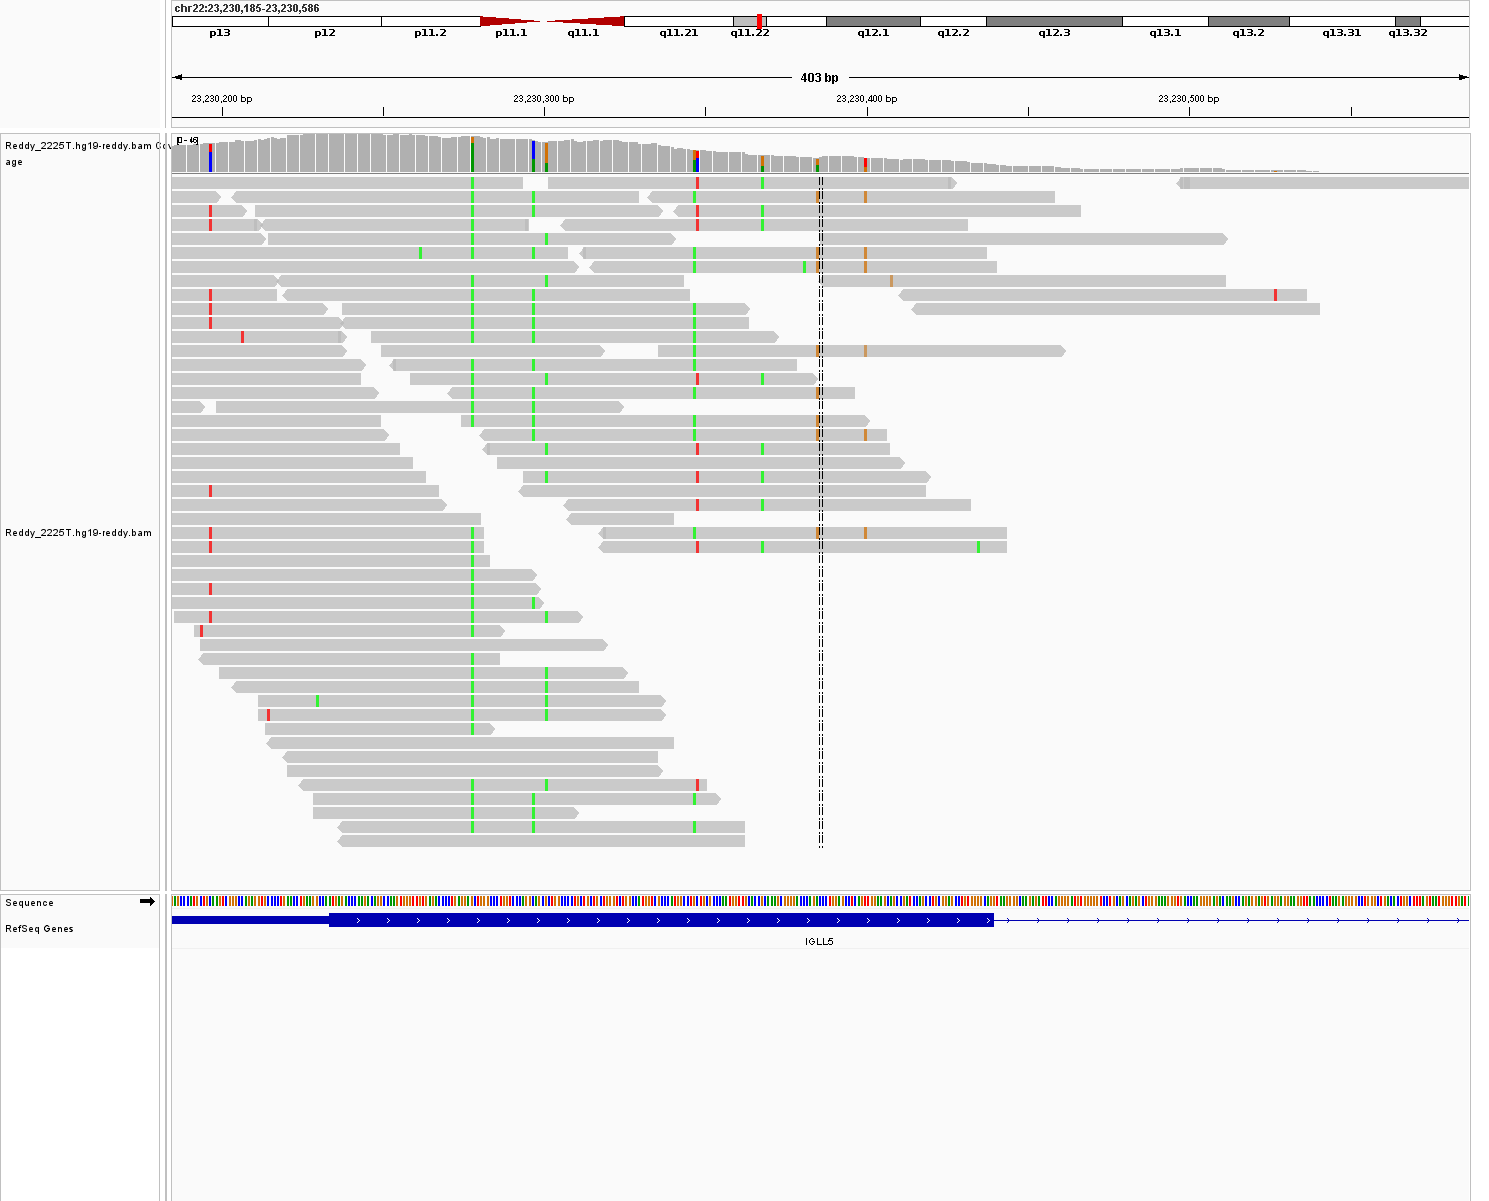 chr22:23,230,185-23,230,586
p13 p12 p11.2 p11.1 q11.1 q11.21 q11.22 q12.1 q12.2 q12.3 q13.1 q13.2 q13.31 q13.32
403 bp
23,230,200 bp 23,230,300 bp 23,230,400 bp 23,230,500 bp
Reddy_2225T.hg19-reddy.bam
age
Reddy_2225T.hg19-reddy.bam
Sequence
RefSeq Genes
IGLL5